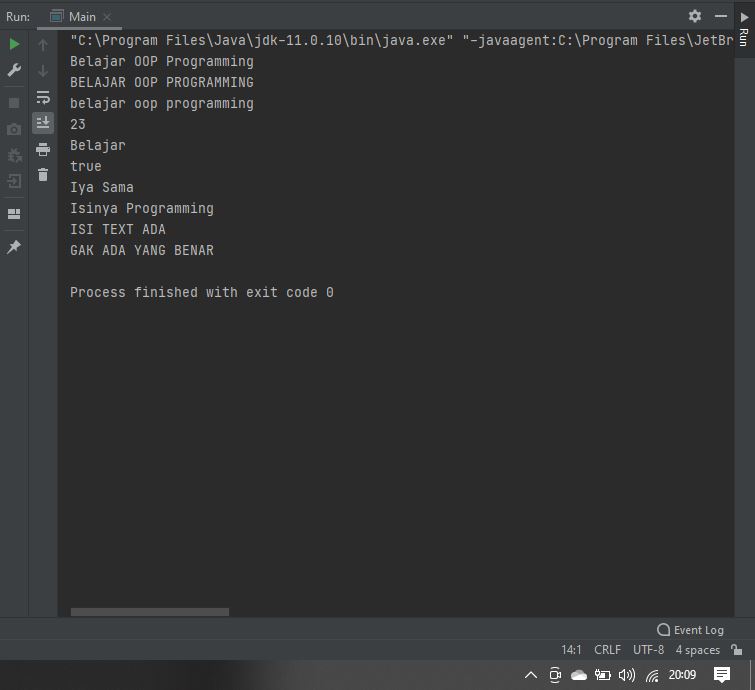 Run: Main
"C:\Program Files\Java\jdk-11.0.10\bin\java.exe" "-javaagent:C:\Program Files\JetBr
Run
Belajar OOP Programming
BELAJAR OOP PROGRAMMING
belajar oop programming
23
Belajar
true
Iya Sama
Isinya Programming
ISI TEXT ADA
GAK ADA YANG BENAR
Process finished with exit code 0
Event Log
14:1 CRLF UTF-8 4 spaces
20:09